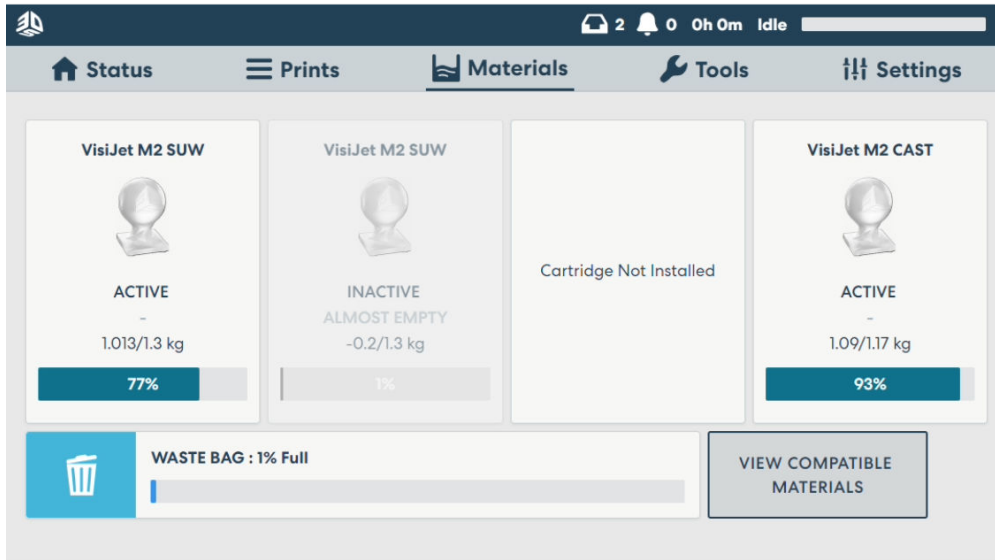 3D
2 0 0h 0m Idle
Status Prints Materials Tools Settings
VisiJet M2 SUW
ACTIVE
-
1.013/1.3 kg
77%
VisiJet M2 SUW
INACTIVE
ALMOST EMPTY
-0.2/1.3 kg
1%
Cartridge Not Installed
VisiJet M2 CAST
ACTIVE
-
1.09/1.17 kg
93%
WASTE BAG : 1% Full
VIEW COMPATIBLE
MATERIALS